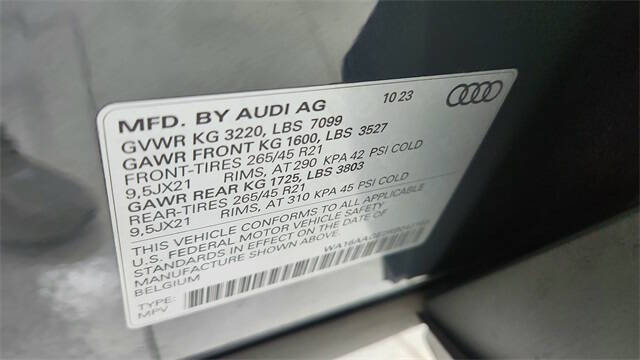 MFD. BY AUDI AG 10 23
GVWR KG 3220, LBS 7099
GAWR FRONT KG 1600, LBS 3527
FRONT-TIRES 265/45 R21
9,5JX21 RIMS, AT 290 KPA 42 PSI COLD
GAWR REAR KG 1725, LBS 3803
REAR-TIRES 265/45 R21
9,5JX21 RIMS, AT 310 KPA 45 PSI COLD
THIS VEHICLE CONFORMS TO ALL APPLICABLE
U.S. FEDERAL MOTOR VEHICLE SAFETY
STANDARDS IN EFFECT ON THE DATE OF
MANUFACTURE SHOWN ABOVE.
BELGIUM
TYPE:
MPV